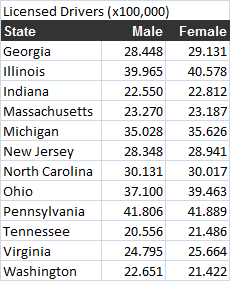 Licensed Drivers (x100,000)
State Male Female
Georgia 28.448 29.131
Illinois 39.965 40.578
Indiana 22.550 22.812
Massachusetts 23.270 23.187
Michigan 35.028 35.626
New Jersey 28.348 28.941
North Carolina 30.131 30.017
Ohio 37.100 39.463
Pennsylvania 41.806 41.889
Tennessee 20.556 21.486
Virginia 24.795 25.664
Washington 22.651 21.422